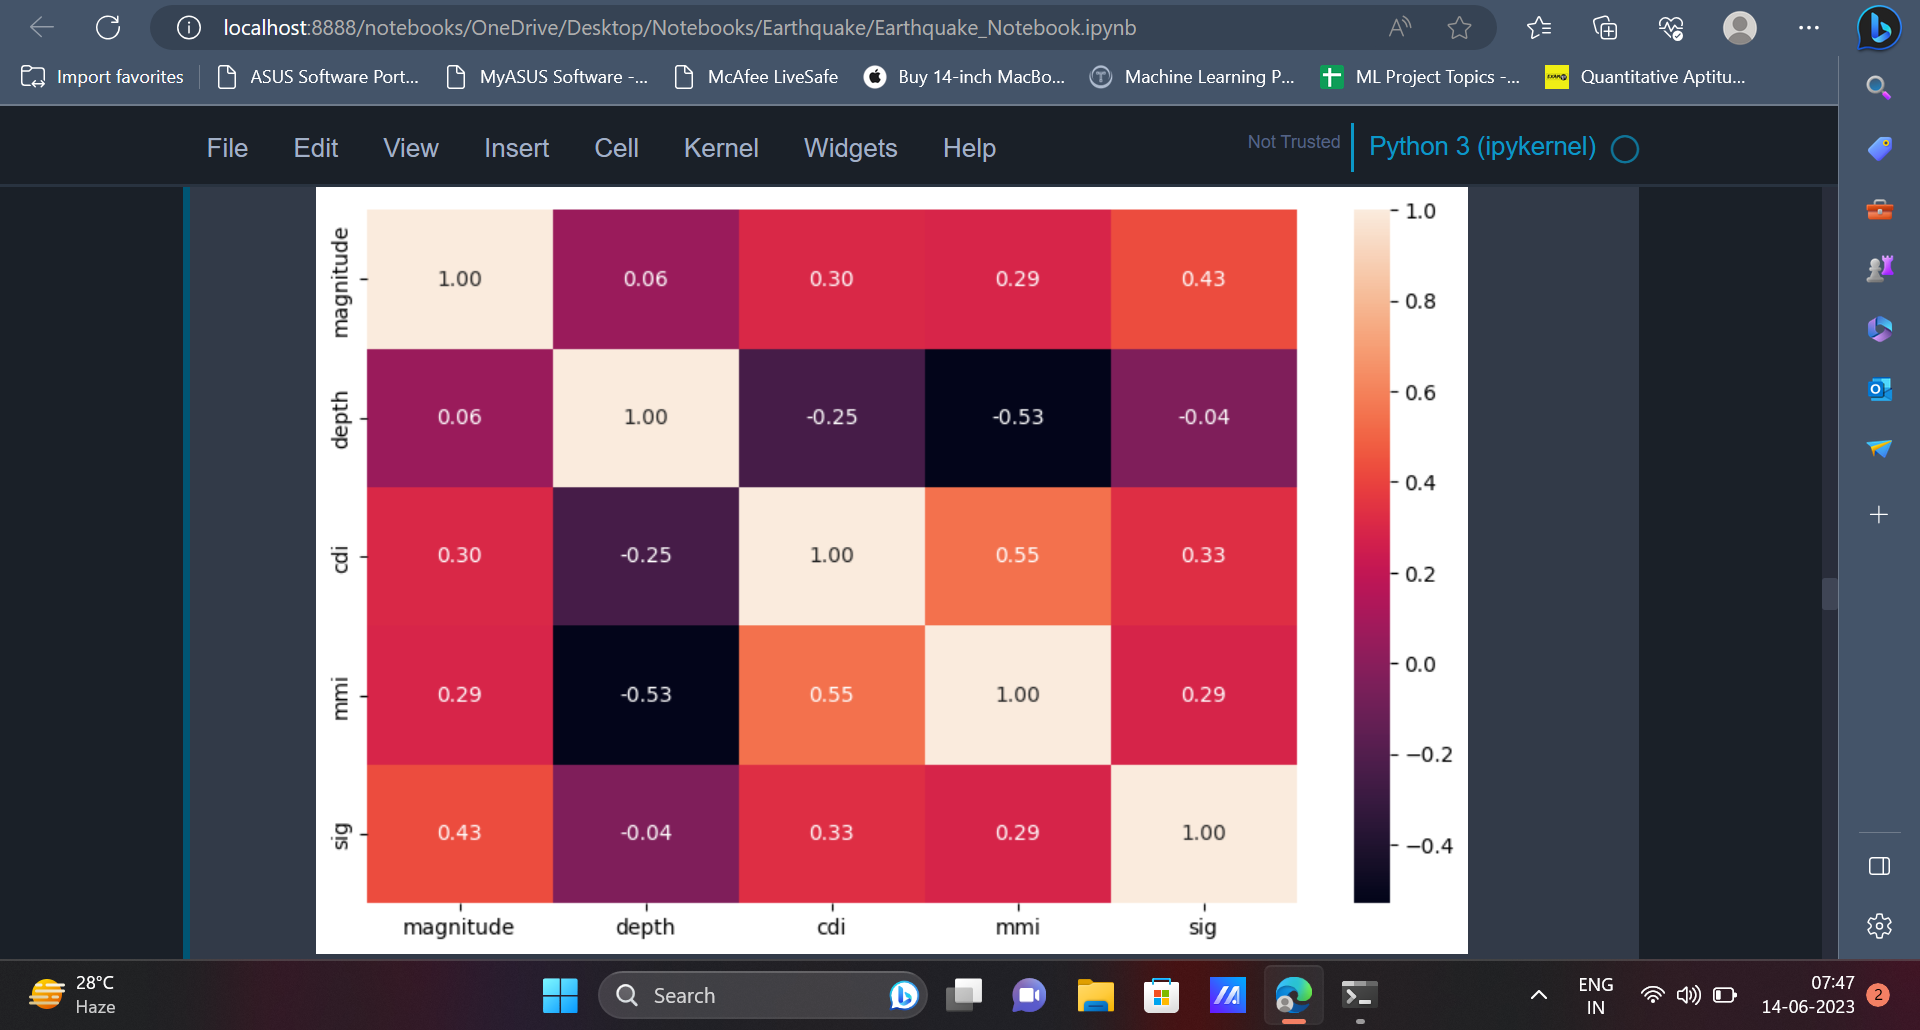 localhost:8888/notebooks/OneDrive/Desktop/Notebooks/Earthquake/Earthquake_Notebook.ipynb
Import favorites ASUS Software Port... MyASUS Software -... McAfee LiveSafe Buy 14-inch MacBo... Machine Learning P... ML Project Topics -... Quantitative Aptitu...
File Edit View Insert Cell Kernel Widgets Help Not Trusted Python 3 (ipykernel)
magnitude 1.00 0.06 0.30 0.29 0.43
depth 0.06 1.00 -0.25 -0.53 -0.04
cdi 0.30 -0.25 1.00 0.55 0.33
mmi 0.29 -0.53 0.55 1.00 0.29
sig 0.43 -0.04 0.33 0.29 1.00
magnitude depth cdi mmi sig
1.0
0.8
0.6
0.4
0.2
0.0
−0.2
−0.4
28°C
Haze
Search
ENG
IN
07:47
14-06-2023
2